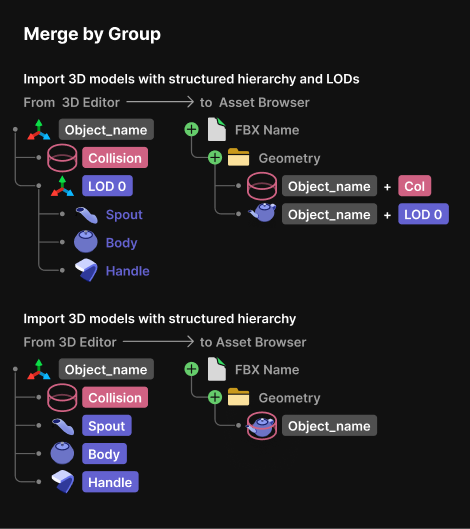 Merge by Group
Import 3D models with structured hierarchy and LODs
From 3D Editor to Asset Browser
Object_name FBX Name
Collision Geometry
LOD 0 Object_name + Col
Spout Object_name + LOD 0
Body
Handle
Import 3D models with structured hierarchy
From 3D Editor to Asset Browser
Object_name FBX Name
Collision Geometry
Spout Object_name
Body
Handle